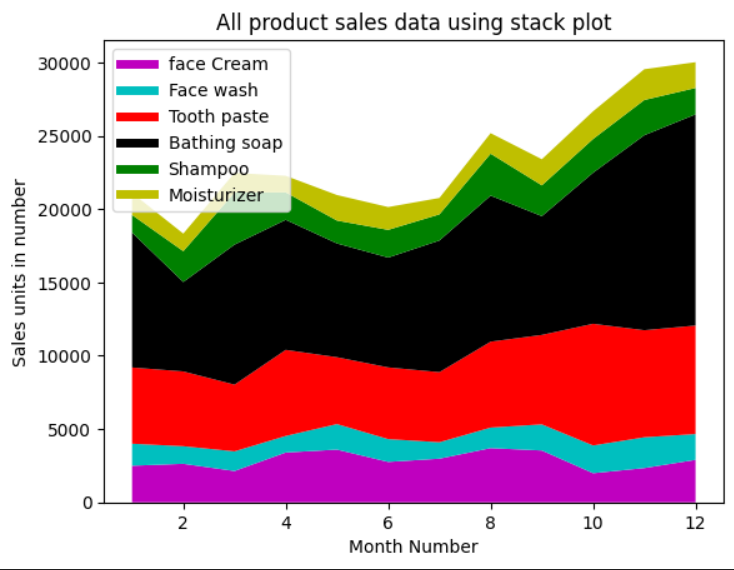 All product sales data using stack plot
30000
25000
20000
15000
10000
5000
0
Sales units in number
face Cream
Face wash
Tooth paste
Bathing soap
Shampoo
Moisturizer
2 4 6 8 10 12
Month Number